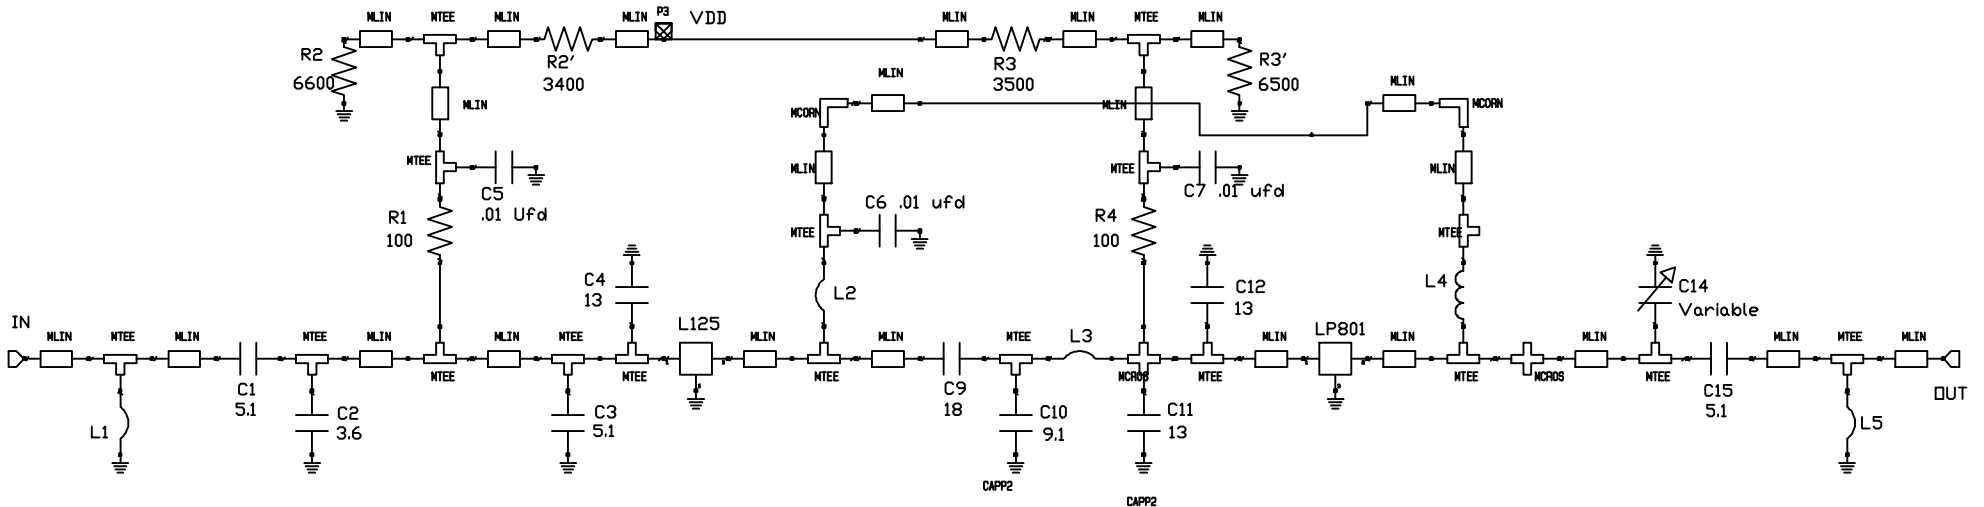 P3
MLIN MTEE MLIN MLIN VDD MLIN MLIN MTEE MLIN
R2 R2' R3 R3'
6600 3400 3500 6500
MLIN MLIN
MLIN MCORN MLIN MCORN
MTEE MLIN MTEE MLIN
C5 C7 .01 ufd
.01 Ufd C6 .01 ufd
R1 R4
100 MTEE 100 MTEE
C4 L2 C12 L4 C14
13 13 Variable
IN L125 LP801
MLIN MTEE MLIN MTEE MLIN MLIN MTEE MLIN MLIN MTEE L3 MLIN MLIN MLIN MLIN MTEE MLIN
MTEE MTEE MTEE MCROS MTEE MTEE MCROS MTEE
C1 C9 C15 OUT
5.1 18 5.1
L1 C2 C3 C10 C11 L5
3.6 5.1 9.1 13
CAPP2
CAPP2